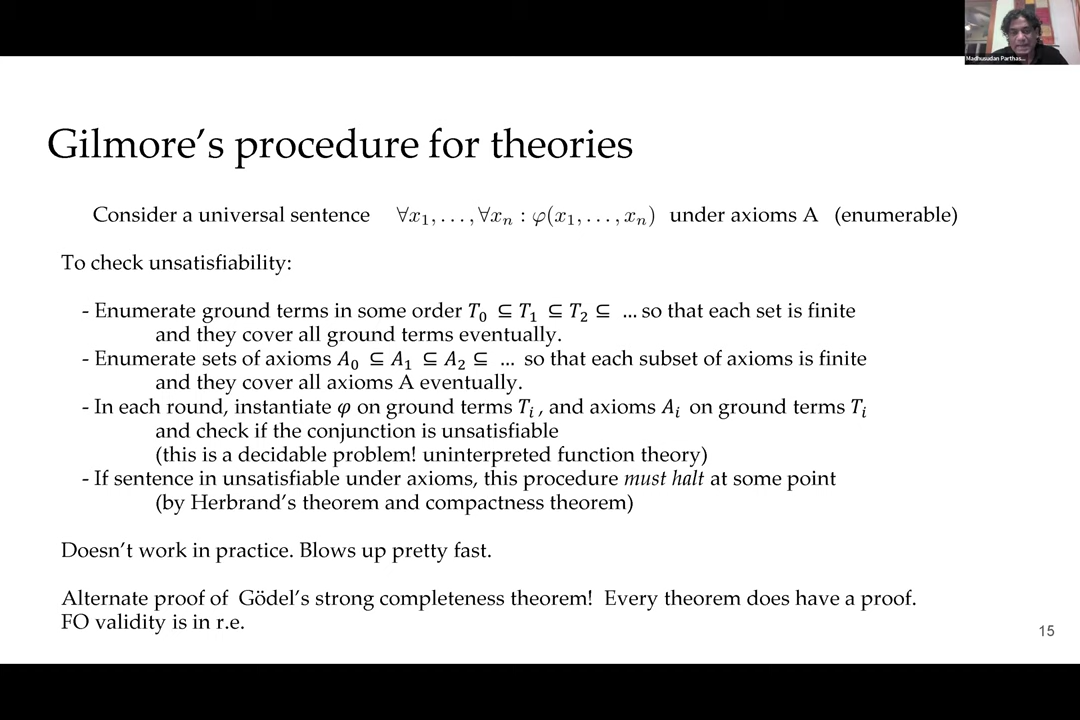 Madhusudan Parthas...
Gilmore's procedure for theories
Consider a universal sentence ∀x₁, . . . , ∀xₙ : φ(x₁, . . . , xₙ) under axioms A (enumerable)
To check unsatisfiability:
- Enumerate ground terms in some order T₀ ⊆ T₁ ⊆ T₂ ⊆ ... so that each set is finite
and they cover all ground terms eventually.
- Enumerate sets of axioms A₀ ⊆ A₁ ⊆ A₂ ⊆ ... so that each subset of axioms is finite
and they cover all axioms A eventually.
- In each round, instantiate φ on ground terms Tᵢ , and axioms Aᵢ on ground terms Tᵢ
and check if the conjunction is unsatisfiable
(this is a decidable problem! uninterpreted function theory)
- If sentence in unsatisfiable under axioms, this procedure must halt at some point
(by Herbrand's theorem and compactness theorem)
Doesn't work in practice. Blows up pretty fast.
Alternate proof of Gödel's strong completeness theorem! Every theorem does have a proof.
FO validity is in r.e.
15